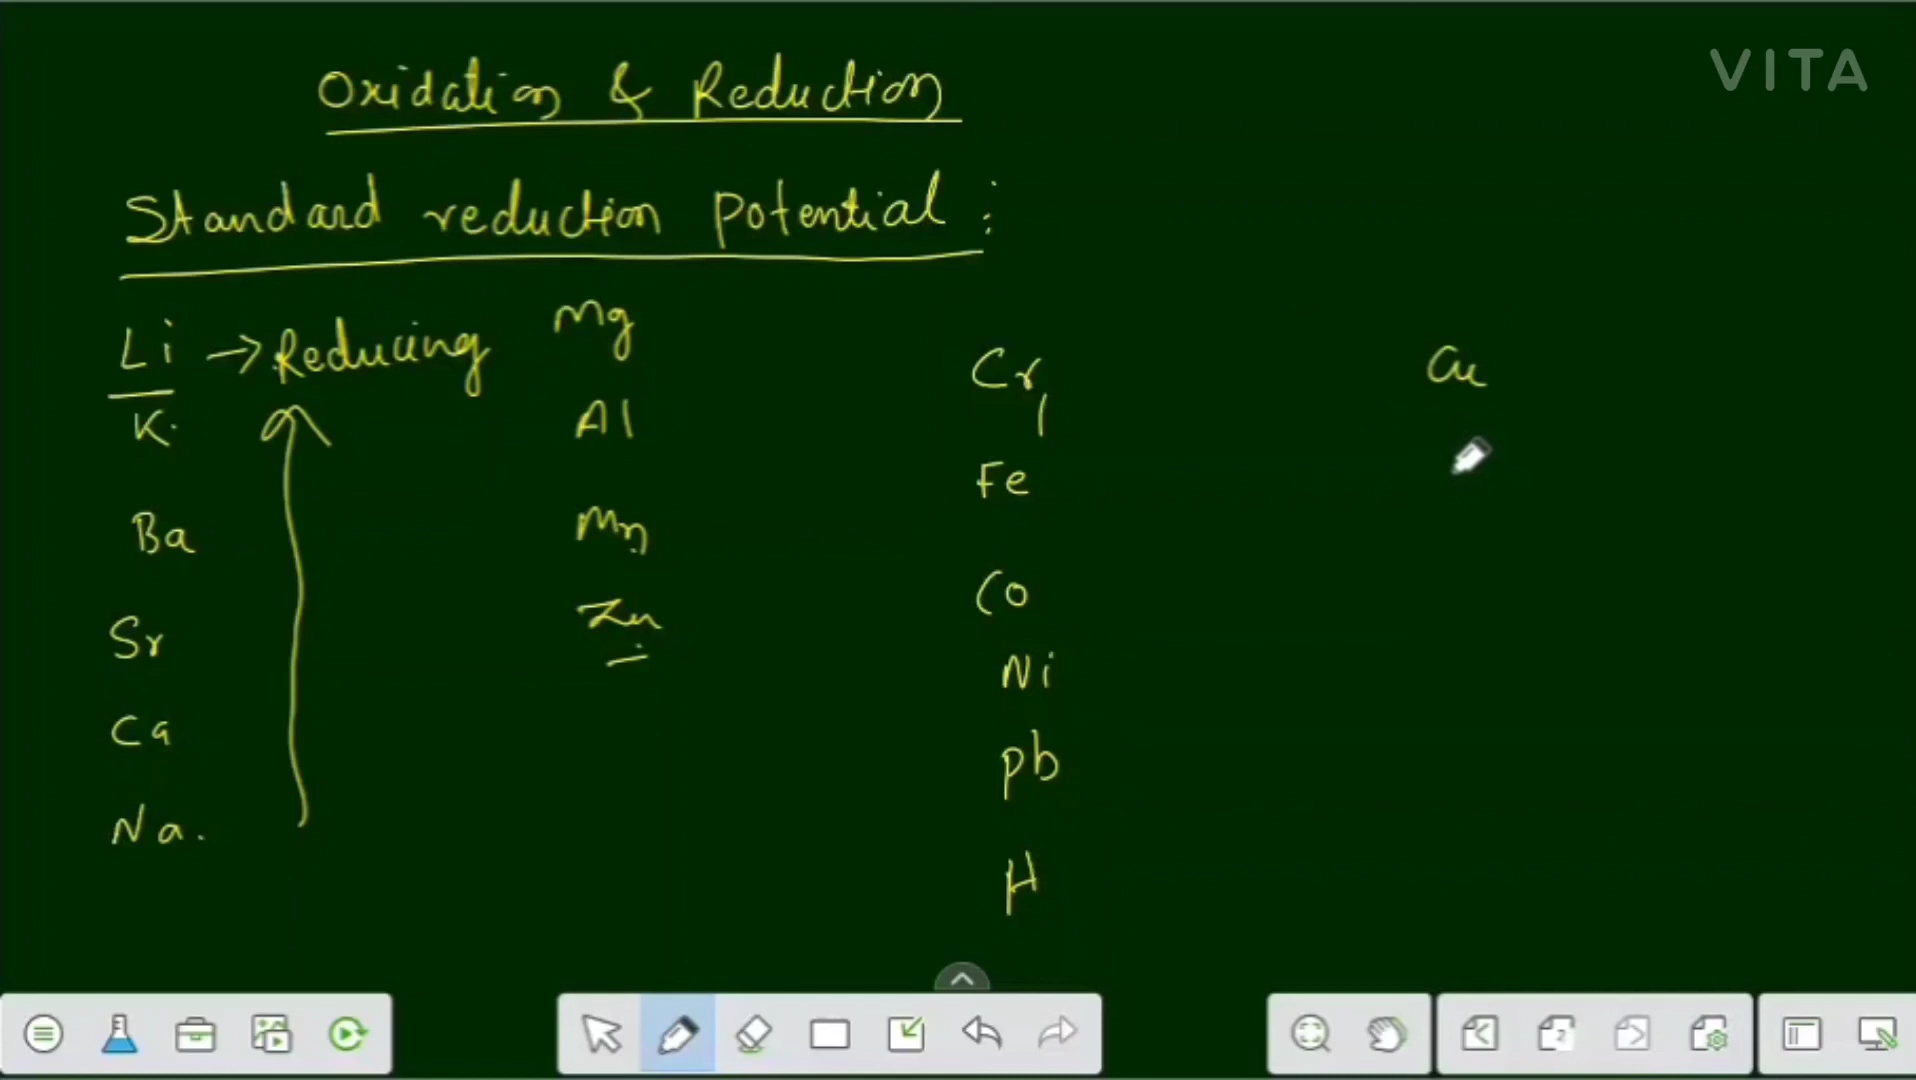 VITA
Oxidation & Reduction
Standard reduction potential :
Li → Reducing
K
Ba
Sr
Ca
Na.
Mg
Al
Mn
Zn
Cr
Fe
Co
Ni
Pb
H
Cu